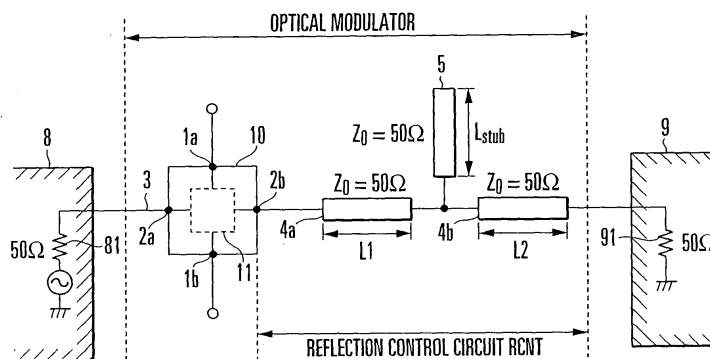 OPTICAL MODULATOR
5
8
1a
10
Z0 = 50Ω
Lstub
9
3
2b
Z0 = 50Ω
Z0 = 50Ω
50Ω
81
2a
4a
4b
91
50Ω
1b
11
L1
L2
REFLECTION CONTROL CIRCUIT RCNT